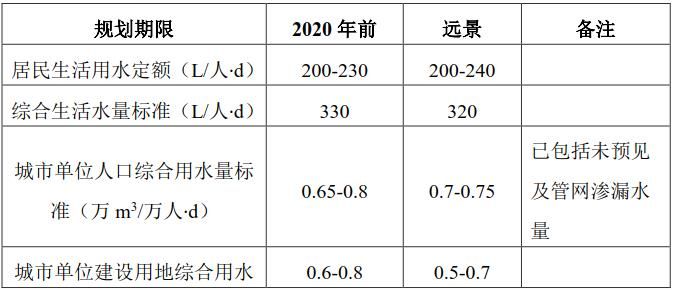 规划期限 2020 年前 远景 备注
居民生活用水定额（L/人·d） 200-230 200-240
综合生活水量标准（L/人·d） 330 320
城市单位人口综合用水量标
准（万 m³/万人·d） 0.65-0.8 0.7-0.75 已包括未预见
及管网渗漏水
量
城市单位建设用地综合用水 0.6-0.8 0.5-0.7